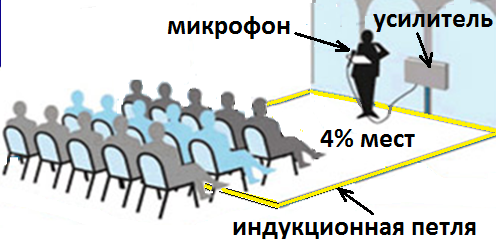 усилитель
микрофон
4% мест
индукционная петля